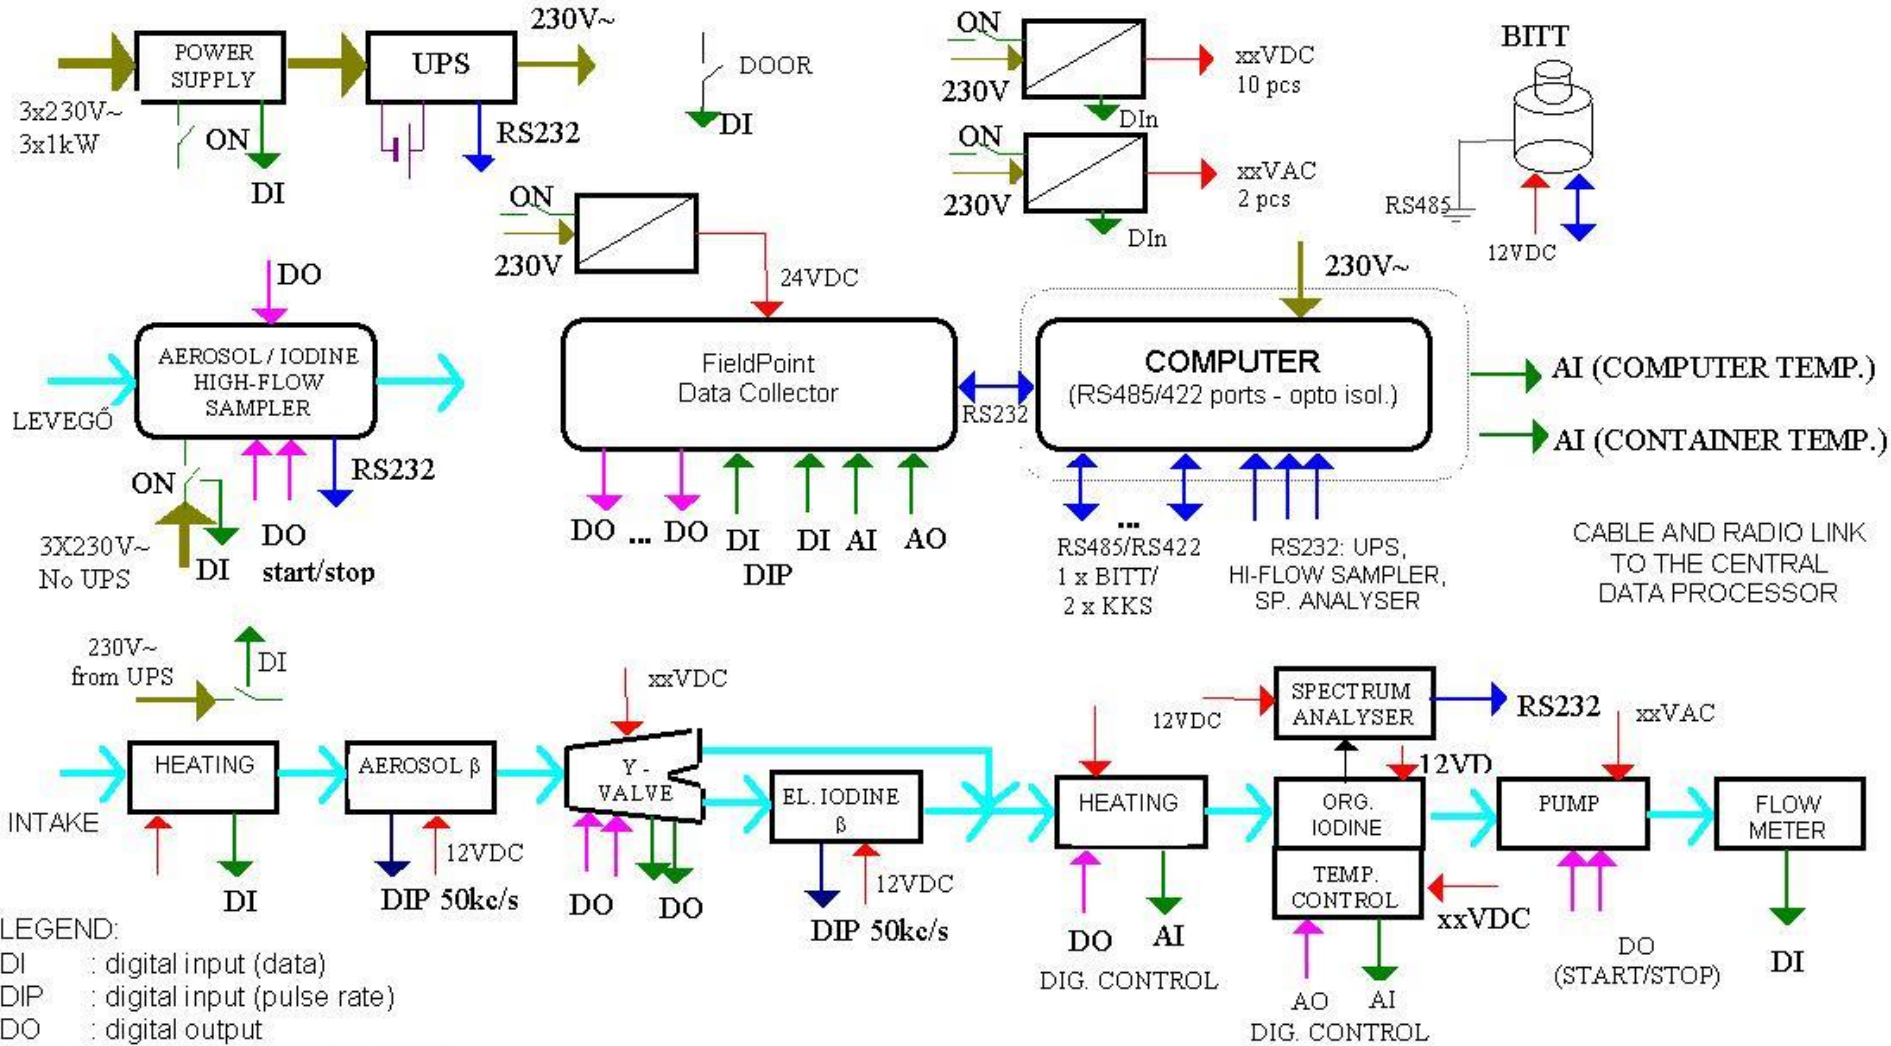 230V~
POWER
SUPPLY
UPS
3x230V~
3x1kW
ON
DI
RS232
DOOR
DI
ON
230V
xxVDC
10 pcs
DIn
ON
230V
xxVAC
2 pcs
DIn
BITT
RS485
12VDC
ON
230V
24VDC
230V~
DO
AEROSOL / IODINE
HIGH-FLOW
SAMPLER
LEVEGŐ
ON
RS232
3X230V~
No UPS
DI
DO
start/stop
FieldPoint
Data Collector
RS232
COMPUTER
(RS485/422 ports - opto isol.)
AI (COMPUTER TEMP.)
AI (CONTAINER TEMP.)
DO ... DO
DI
DI
AI
AO
DIP
...
RS485/RS422
1 x BITT/
2 x KKS
RS232: UPS,
HI-FLOW SAMPLER,
SP. ANALYSER
CABLE AND RADIO LINK
TO THE CENTRAL
DATA PROCESSOR
230V~
from UPS
DI
INTAKE
HEATING
DI
AEROSOL β
12VDC
DIP 50kc/s
xxVDC
Y -
VALVE
DO
DO
EL. IODINE
β
12VDC
DIP 50kc/s
HEATING
DO
AI
DIG. CONTROL
12VDC
SPECTRUM
ANALYSER
RS232
12VD
ORG.
IODINE
TEMP.
CONTROL
xxVDC
AO
AI
DIG. CONTROL
xxVAC
PUMP
DO
(START/STOP)
FLOW
METER
DI
LEGEND:
DI : digital input (data)
DIP : digital input (pulse rate)
DO : digital output